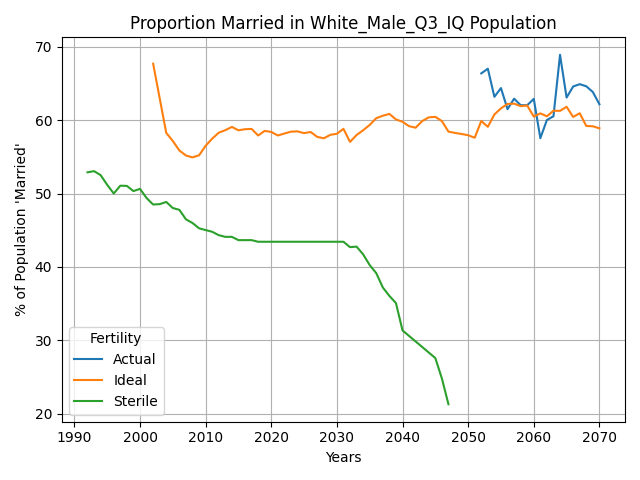 Proportion Married in White_Male_Q3_IQ Population
% of Population 'Married'
70
60
50
40
30
20
Fertility
Actual
Ideal
Sterile
1990 2000 2010 2020 2030 2040 2050 2060 2070
Years